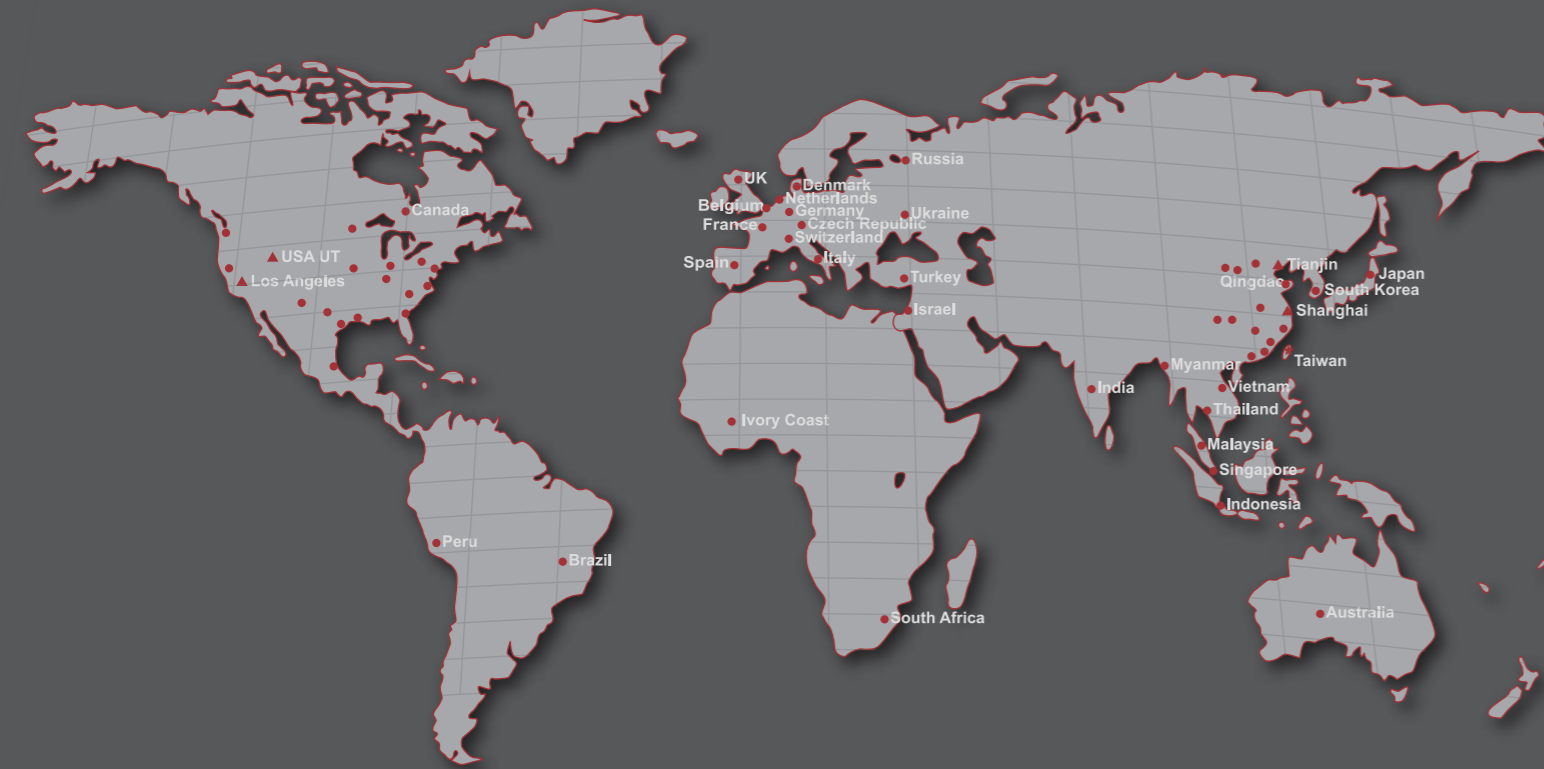 Russia
UK
Denmark
Netherlands
Belgium
Germany
Canada
Ukraine
France
Czech Republic
Switzerland
USA UT
Italy
Spain
Tianjin
Turkey
Japan
Los Angeles
Qingdao
South Korea
Israel
Shanghai
Taiwan
Myanmar
India
Vietnam
Thailand
Ivory Coast
Malaysia
Singapore
Indonesia
Peru
Brazil
Australia
South Africa